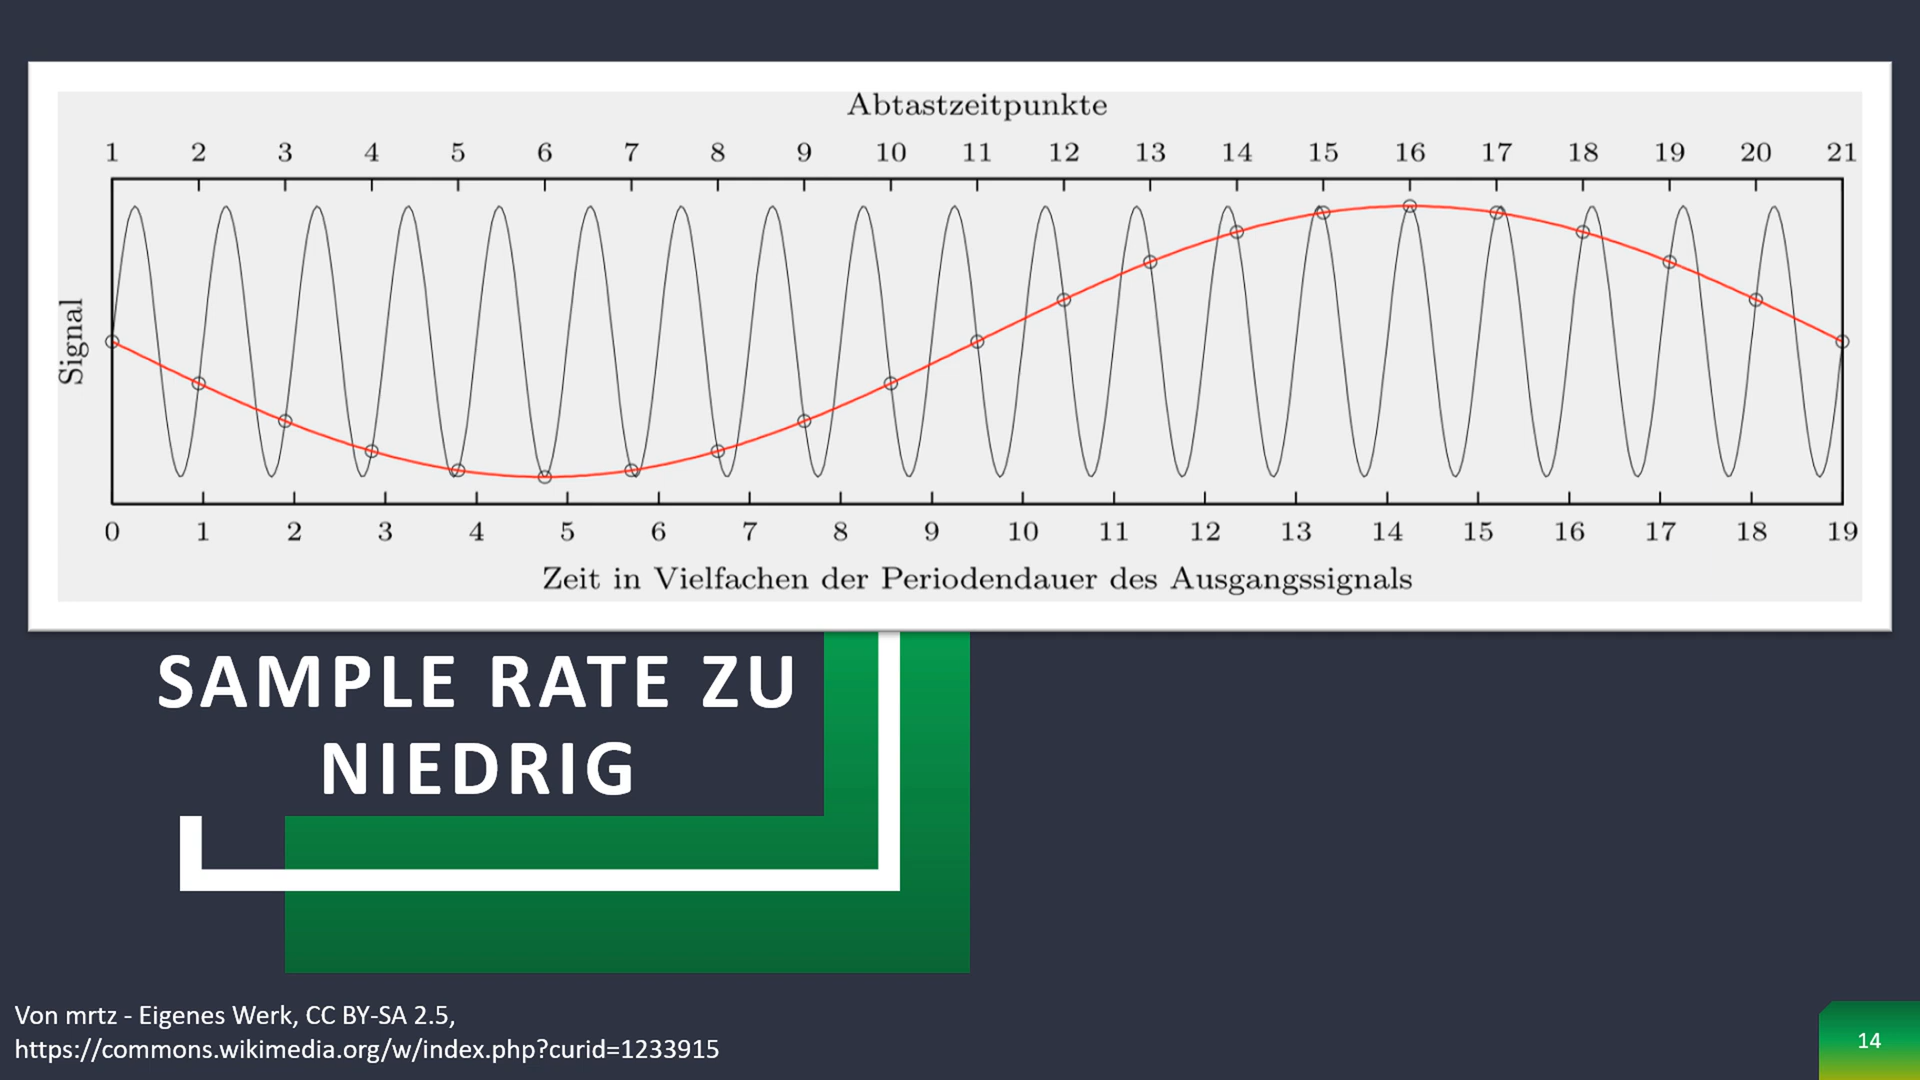 Abtastzeitpunkte
1 2 3 4 5 6 7 8 9 10 11 12 13 14 15 16 17 18 19 20 21
Signal
0 1 2 3 4 5 6 7 8 9 10 11 12 13 14 15 16 17 18 19
Zeit in Vielfachen der Periodendauer des Ausgangssignals
SAMPLE RATE ZU
NIEDRIG
Von mrtz - Eigenes Werk, CC BY-SA 2.5,
https://commons.wikimedia.org/w/index.php?curid=1233915
14